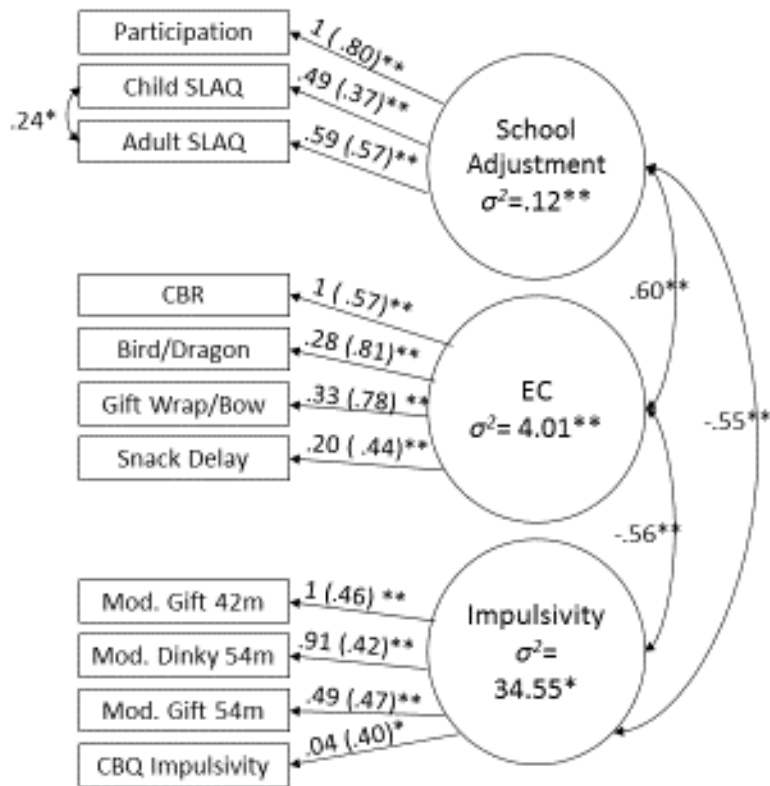 Participation
Child SLAQ
Adult SLAQ
.24*
1 (.80)**
.49 (.37)**
.59 (.57)**
School
Adjustment
σ²=.12**
CBR
Bird/Dragon
Gift Wrap/Bow
Snack Delay
1 (.57)**
.28 (.81)**
.33 (.78) **
.20 ( .44)**
EC
σ²= 4.01**
.60**
-.55**
-.56**
Mod. Gift 42m
Mod. Dinky 54m
Mod. Gift 54m
CBQ Impulsivity
1 (.46) **
.91 (.42)**
.49 (.47)**
.04 (.40)*
Impulsivity
σ²=
34.55*